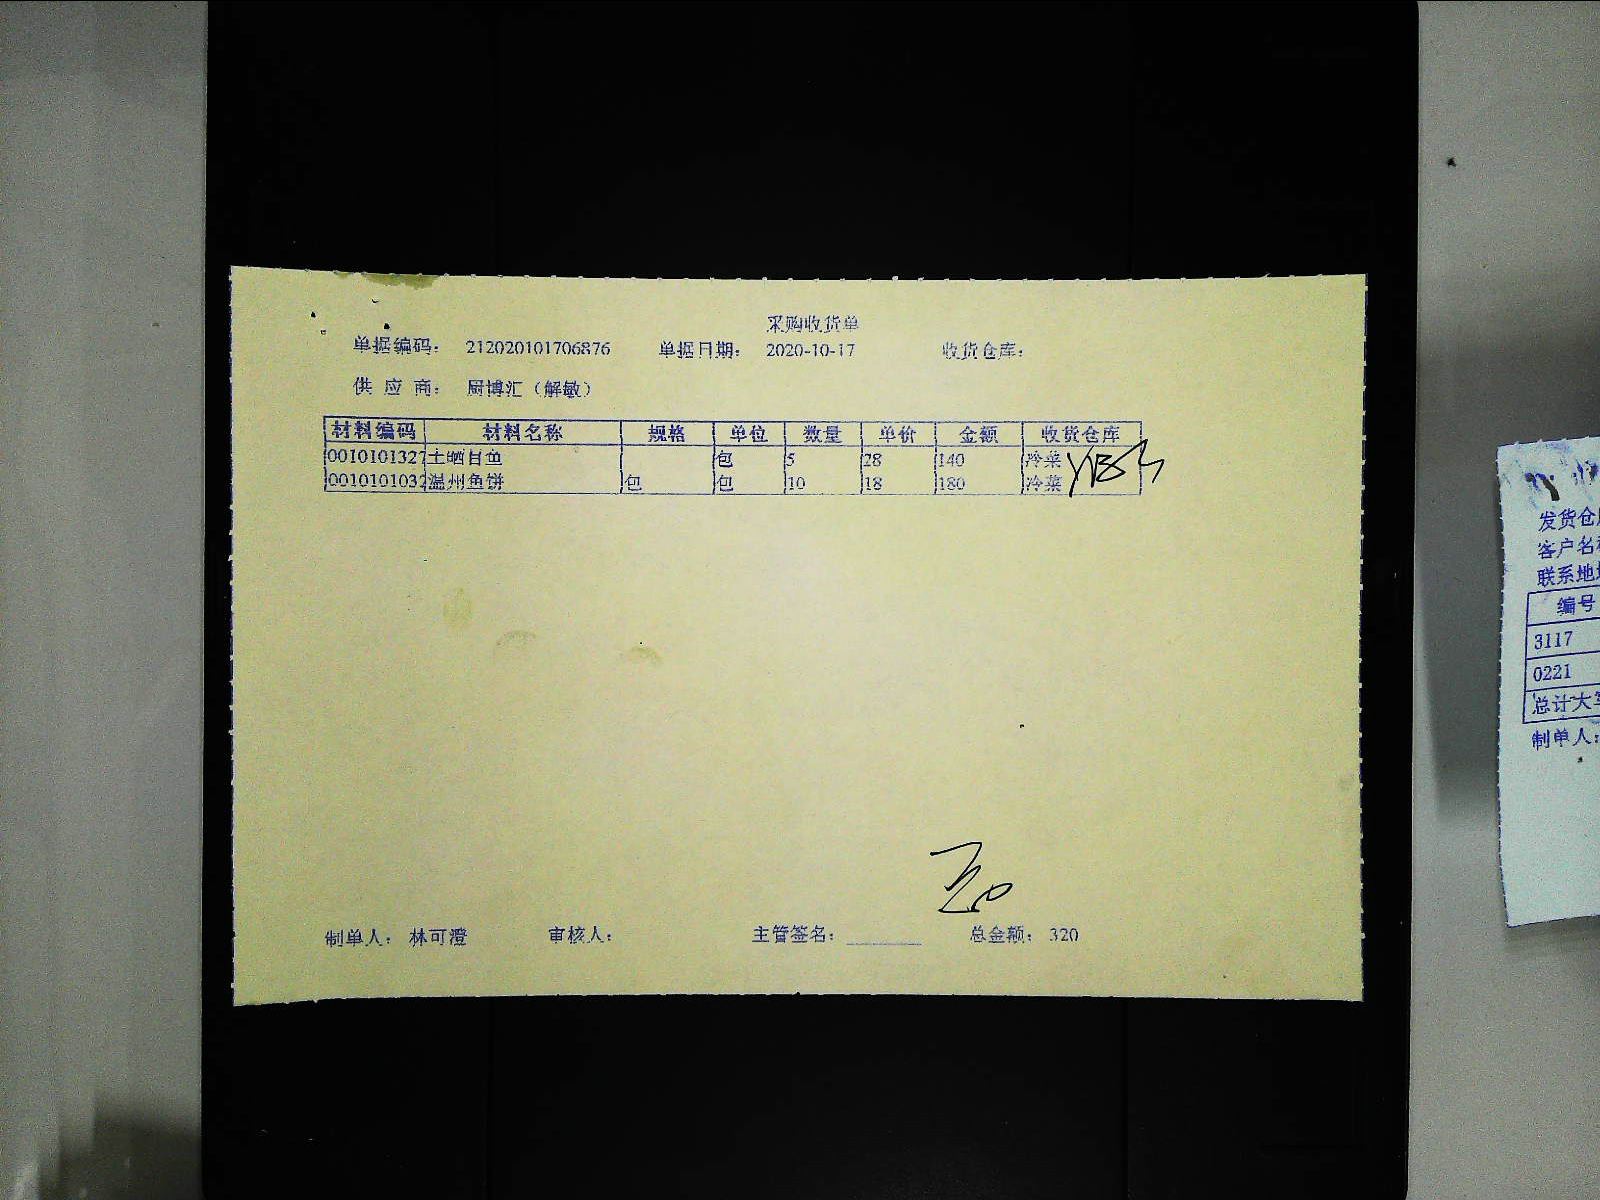 采购收货单
单据编码： 212020101706876 单据日期： 2020-10-17 收货仓库：
供 应 商： 厨博汇（解敏）
材料编码 材料名称 规格 单位 数量 单价 金额 收货仓库
0010101327 土晒目鱼 包 5 28 140 冷菜
0010101032 温州鱼饼 包 包 10 18 180 冷菜
制单人： 林可澄 审核人： 主管签名： 总金额： 320
发货仓
客户名
联系地
编号
3117
0221
总计大
制单人：